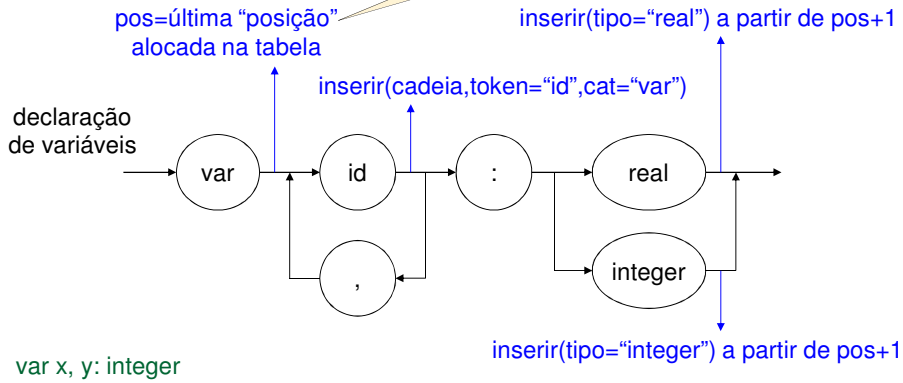 pos=última “posição”
alocada na tabela
inserir(tipo=“real”) a partir de pos+1
inserir(cadeia,token=“id”,cat=“var”)
declaração
de variáveis
var
id
:
real
,
integer
inserir(tipo=“integer”) a partir de pos+1
var x, y: integer